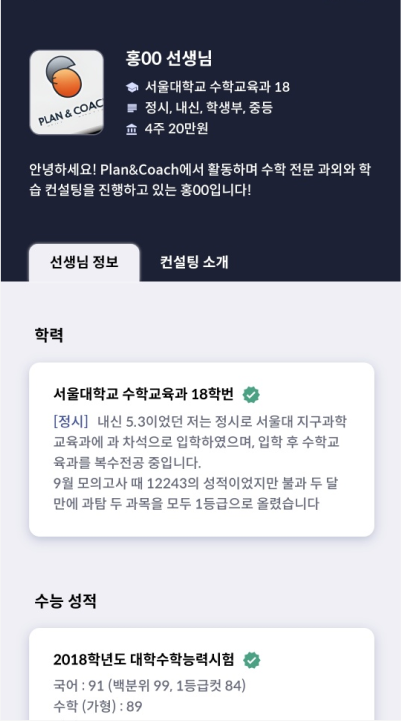 홍00 선생님
서울대학교 수학교육과 18
정시, 내신, 학생부, 중등
4주 20만원
PLAN & COAC
안녕하세요! Plan&Coach에서 활동하며 수학 전문 과외와 학
습 컨설팅을 진행하고 있는 홍00입니다!
선생님 정보
컨설팅 소개
학력
서울대학교 수학교육과 18학번
[정시] 내신 5.3이었던 저는 정시로 서울대 지구과학
교육과에 과 차석으로 입학하였으며, 입학 후 수학교
육과를 복수전공 중입니다.
9월 모의고사 때 12243의 성적이었지만 불과 두 달
만에 과탐 두 과목을 모두 1등급으로 올렸습니다
수능 성적
2018학년도 대학수학능력시험
국어 : 91 (백분위 99, 1등급컷 84)
수학 (가형) : 89